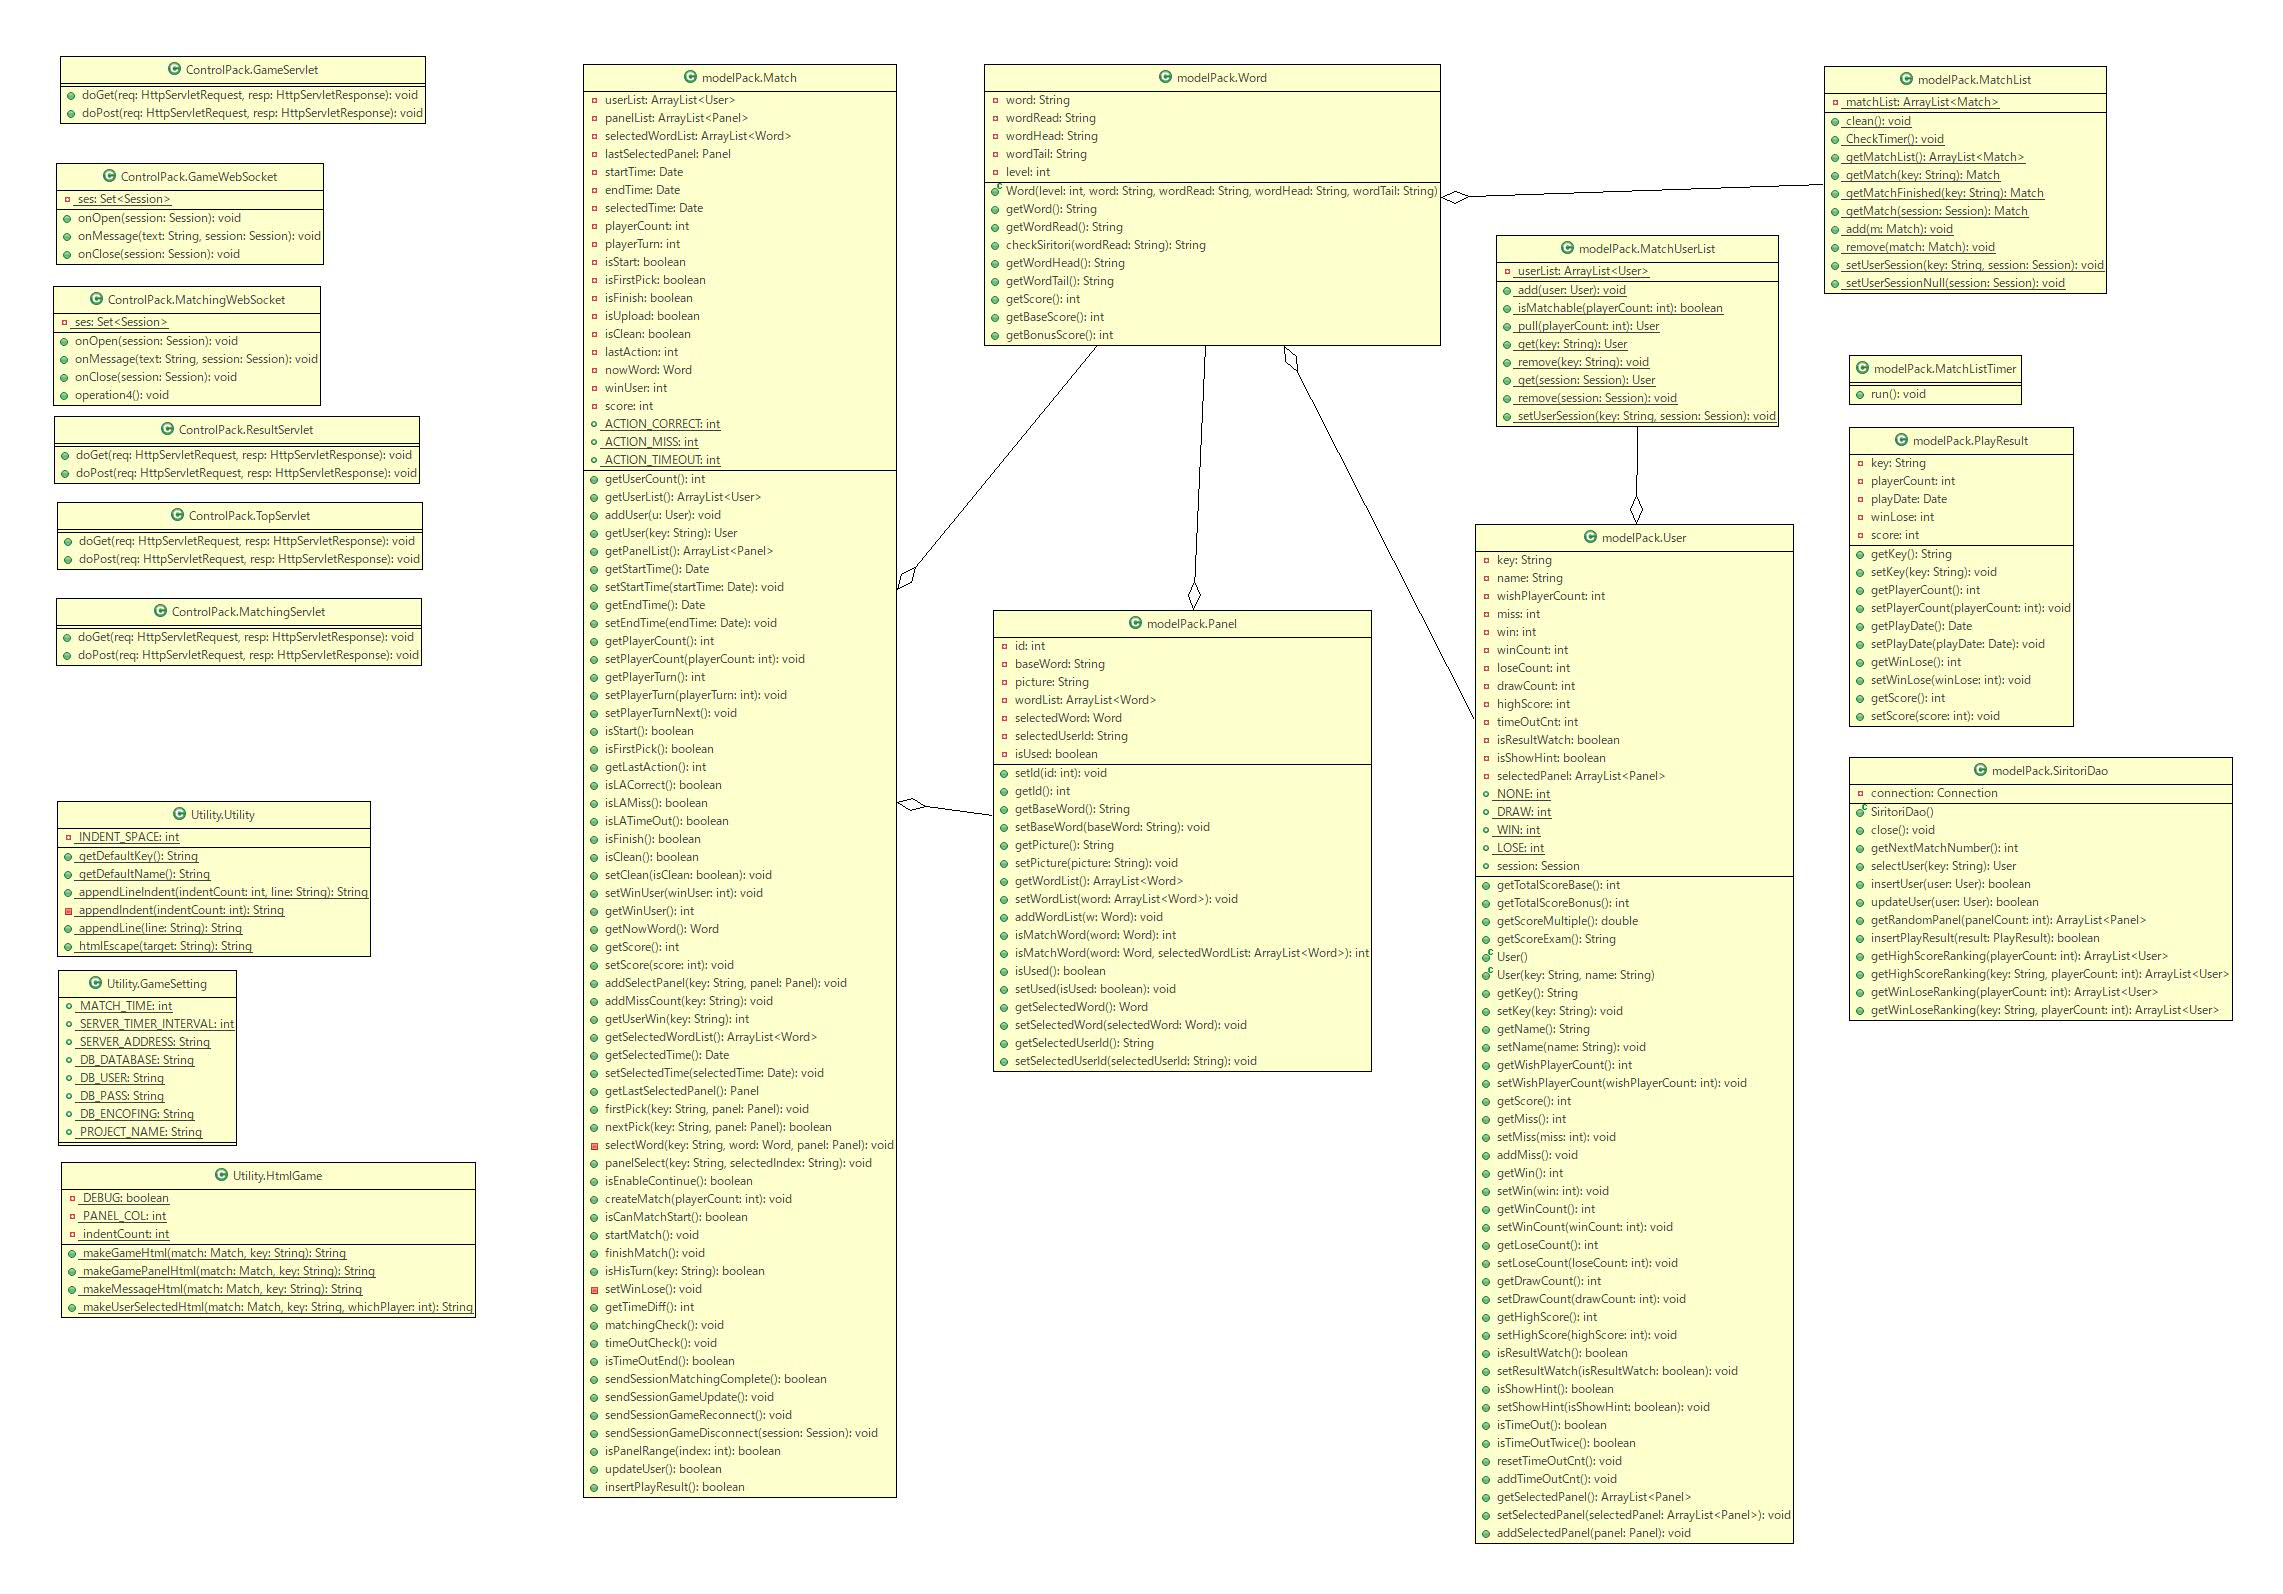 ControlPack.GameServlet
doGet(req: HttpServletRequest, resp: HttpServletResponse): void
doPost(req: HttpServletRequest, resp: HttpServletResponse): void
ControlPack.GameWebSocket
ses: Set<Session>
onOpen(session: Session): void
onMessage(text: String, session: Session): void
onClose(session: Session): void
ControlPack.MatchingWebSocket
ses: Set<Session>
onOpen(session: Session): void
onMessage(text: String, session: Session): void
onClose(session: Session): void
operation4(): void
ControlPack.ResultServlet
doGet(req: HttpServletRequest, resp: HttpServletResponse): void
doPost(req: HttpServletRequest, resp: HttpServletResponse): void
ControlPack.TopServlet
doGet(req: HttpServletRequest, resp: HttpServletResponse): void
doPost(req: HttpServletRequest, resp: HttpServletResponse): void
ControlPack.MatchingServlet
doGet(req: HttpServletRequest, resp: HttpServletResponse): void
doPost(req: HttpServletRequest, resp: HttpServletResponse): void
Utility.Utility
INDENT_SPACE: int
getDefaultKey(): String
getDefaultName(): String
appendLineIndent(indentCount: int, line: String): String
appendIndent(indentCount: int): String
appendLine(line: String): String
htmlEscape(target: String): String
Utility.GameSetting
MATCH_TIME: int
SERVER_TIMER_INTERVAL: int
SERVER_ADDRESS: String
DB_DATABASE: String
DB_USER: String
DB_PASS: String
DB_ENCOFING: String
PROJECT_NAME: String
Utility.HtmlGame
DEBUG: boolean
PANEL_COL: int
indentCount: int
makeGameHtml(match: Match, key: String): String
makeGamePanelHtml(match: Match, key: String): String
makeMessageHtml(match: Match, key: String): String
makeUserSelectedHtml(match: Match, key: String, whichPlayer: int): String
modelPack.Match
userList: ArrayList<User>
panelList: ArrayList<Panel>
selectedWordList: ArrayList<Word>
lastSelectedPanel: Panel
startTime: Date
endTime: Date
selectedTime: Date
playerCount: int
playerTurn: int
isStart: boolean
isFirstPick: boolean
isFinish: boolean
isUpload: boolean
isClean: boolean
lastAction: int
nowWord: Word
winUser: int
score: int
ACTION_CORRECT: int
ACTION_MISS: int
ACTION_TIMEOUT: int
getUserCount(): int
getUserList(): ArrayList<User>
addUser(u: User): void
getUser(key: String): User
getPanelList(): ArrayList<Panel>
getStartTime(): Date
setStartTime(startTime: Date): void
getEndTime(): Date
setEndTime(endTime: Date): void
getPlayerCount(): int
setPlayerCount(playerCount: int): void
getPlayerTurn(): int
setPlayerTurn(playerTurn: int): void
setPlayerTurnNext(): void
isStart(): boolean
isFirstPick(): boolean
getLastAction(): int
isLACorrect(): boolean
isLAMiss(): boolean
isLATimeOut(): boolean
isFinish(): boolean
isClean(): boolean
setClean(isClean: boolean): void
setWinUser(winUser: int): void
getWinUser(): int
getNowWord(): Word
getScore(): int
setScore(score: int): void
addSelectPanel(key: String, panel: Panel): void
addMissCount(key: String): void
getUserWin(key: String): int
getSelectedWordList(): ArrayList<Word>
getSelectedTime(): Date
setSelectedTime(selectedTime: Date): void
getLastSelectedPanel(): Panel
firstPick(key: String, panel: Panel): void
nextPick(key: String, panel: Panel): boolean
selectWord(key: String, word: Word, panel: Panel): void
panelSelect(key: String, selectedIndex: String): void
isEnableContinue(): boolean
createMatch(playerCount: int): void
isCanMatchStart(): boolean
startMatch(): void
finishMatch(): void
isHisTurn(key: String): boolean
setWinLose(): void
getTimeDiff(): int
matchingCheck(): void
timeOutCheck(): void
isTimeOutEnd(): boolean
sendSessionMatchingComplete(): boolean
sendSessionGameUpdate(): void
sendSessionGameReconnect(): void
sendSessionGameDisconnect(session: Session): void
isPanelRange(index: int): boolean
updateUser(): boolean
insertPlayResult(): boolean
modelPack.Word
word: String
wordRead: String
wordHead: String
wordTail: String
level: int
Word(level: int, word: String, wordRead: String, wordHead: String, wordTail: String)
getWord(): String
getWordRead(): String
checkSiritori(wordRead: String): String
getWordHead(): String
getWordTail(): String
getScore(): int
getBaseScore(): int
getBonusScore(): int
modelPack.Panel
id: int
baseWord: String
picture: String
wordList: ArrayList<Word>
selectedWord: Word
selectedUserId: String
isUsed: boolean
setId(id: int): void
getId(): int
getBaseWord(): String
setBaseWord(baseWord: String): void
getPicture(): String
setPicture(picture: String): void
getWordList(): ArrayList<Word>
setWordList(word: ArrayList<Word>): void
addWordList(w: Word): void
isMatchWord(word: Word): int
isMatchWord(word: Word, selectedWordList: ArrayList<Word>): int
isUsed(): boolean
setUsed(isUsed: boolean): void
getSelectedWord(): Word
setSelectedWord(selectedWord: Word): void
getSelectedUserId(): String
setSelectedUserId(selectedUserId: String): void
modelPack.MatchUserList
userList: ArrayList<User>
add(user: User): void
isMatchable(playerCount: int): boolean
pull(playerCount: int): User
get(key: String): User
remove(key: String): void
get(session: Session): User
remove(session: Session): void
setUserSession(key: String, session: Session): void
modelPack.User
key: String
name: String
wishPlayerCount: int
miss: int
win: int
winCount: int
loseCount: int
drawCount: int
highScore: int
timeOutCnt: int
isResultWatch: boolean
isShowHint: boolean
selectedPanel: ArrayList<Panel>
NONE: int
DRAW: int
WIN: int
LOSE: int
session: Session
getTotalScoreBase(): int
getTotalScoreBonus(): int
getScoreMultiple(): double
getScoreExam(): String
User()
User(key: String, name: String)
getKey(): String
setKey(key: String): void
getName(): String
setName(name: String): void
getWishPlayerCount(): int
setWishPlayerCount(wishPlayerCount: int): void
getScore(): int
getMiss(): int
setMiss(miss: int): void
addMiss(): void
getWin(): int
setWin(win: int): void
getWinCount(): int
setWinCount(winCount: int): void
getLoseCount(): int
setLoseCount(loseCount: int): void
getDrawCount(): int
setDrawCount(drawCount: int): void
getHighScore(): int
setHighScore(highScore: int): void
isResultWatch(): boolean
setResultWatch(isResultWatch: boolean): void
isShowHint(): boolean
setShowHint(isShowHint: boolean): void
isTimeOut(): boolean
isTimeOutTwice(): boolean
resetTimeOutCnt(): void
addTimeOutCnt(): void
getSelectedPanel(): ArrayList<Panel>
setSelectedPanel(selectedPanel: ArrayList<Panel>): void
addSelectedPanel(panel: Panel): void
modelPack.MatchList
matchList: ArrayList<Match>
clean(): void
CheckTimer(): void
getMatchList(): ArrayList<Match>
getMatch(key: String): Match
getMatchFinished(key: String): Match
getMatch(session: Session): Match
add(m: Match): void
remove(match: Match): void
setUserSession(key: String, session: Session): void
setUserSessionNull(session: Session): void
modelPack.MatchListTimer
run(): void
modelPack.PlayResult
key: String
playerCount: int
playDate: Date
winLose: int
score: int
getKey(): String
setKey(key: String): void
getPlayerCount(): int
setPlayerCount(playerCount: int): void
getPlayDate(): Date
setPlayDate(playDate: Date): void
getWinLose(): int
setWinLose(winLose: int): void
getScore(): int
setScore(score: int): void
modelPack.SiritoriDao
connection: Connection
SiritoriDao()
close(): void
getNextMatchNumber(): int
selectUser(key: String): User
insertUser(user: User): boolean
updateUser(user: User): boolean
getRandomPanel(panelCount: int): ArrayList<Panel>
insertPlayResult(result: PlayResult): boolean
getHighScoreRanking(playerCount: int): ArrayList<User>
getHighScoreRanking(key: String, playerCount: int): ArrayList<User>
getWinLoseRanking(playerCount: int): ArrayList<User>
getWinLoseRanking(key: String, playerCount: int): ArrayList<User>